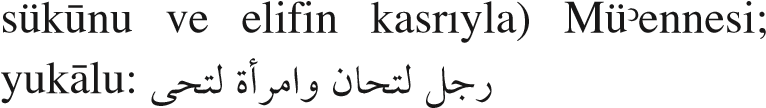 sükūnu ve elifin kasrıyla) Müʾennesi;
yukālu: رجل لتحان وامرأة لتحى